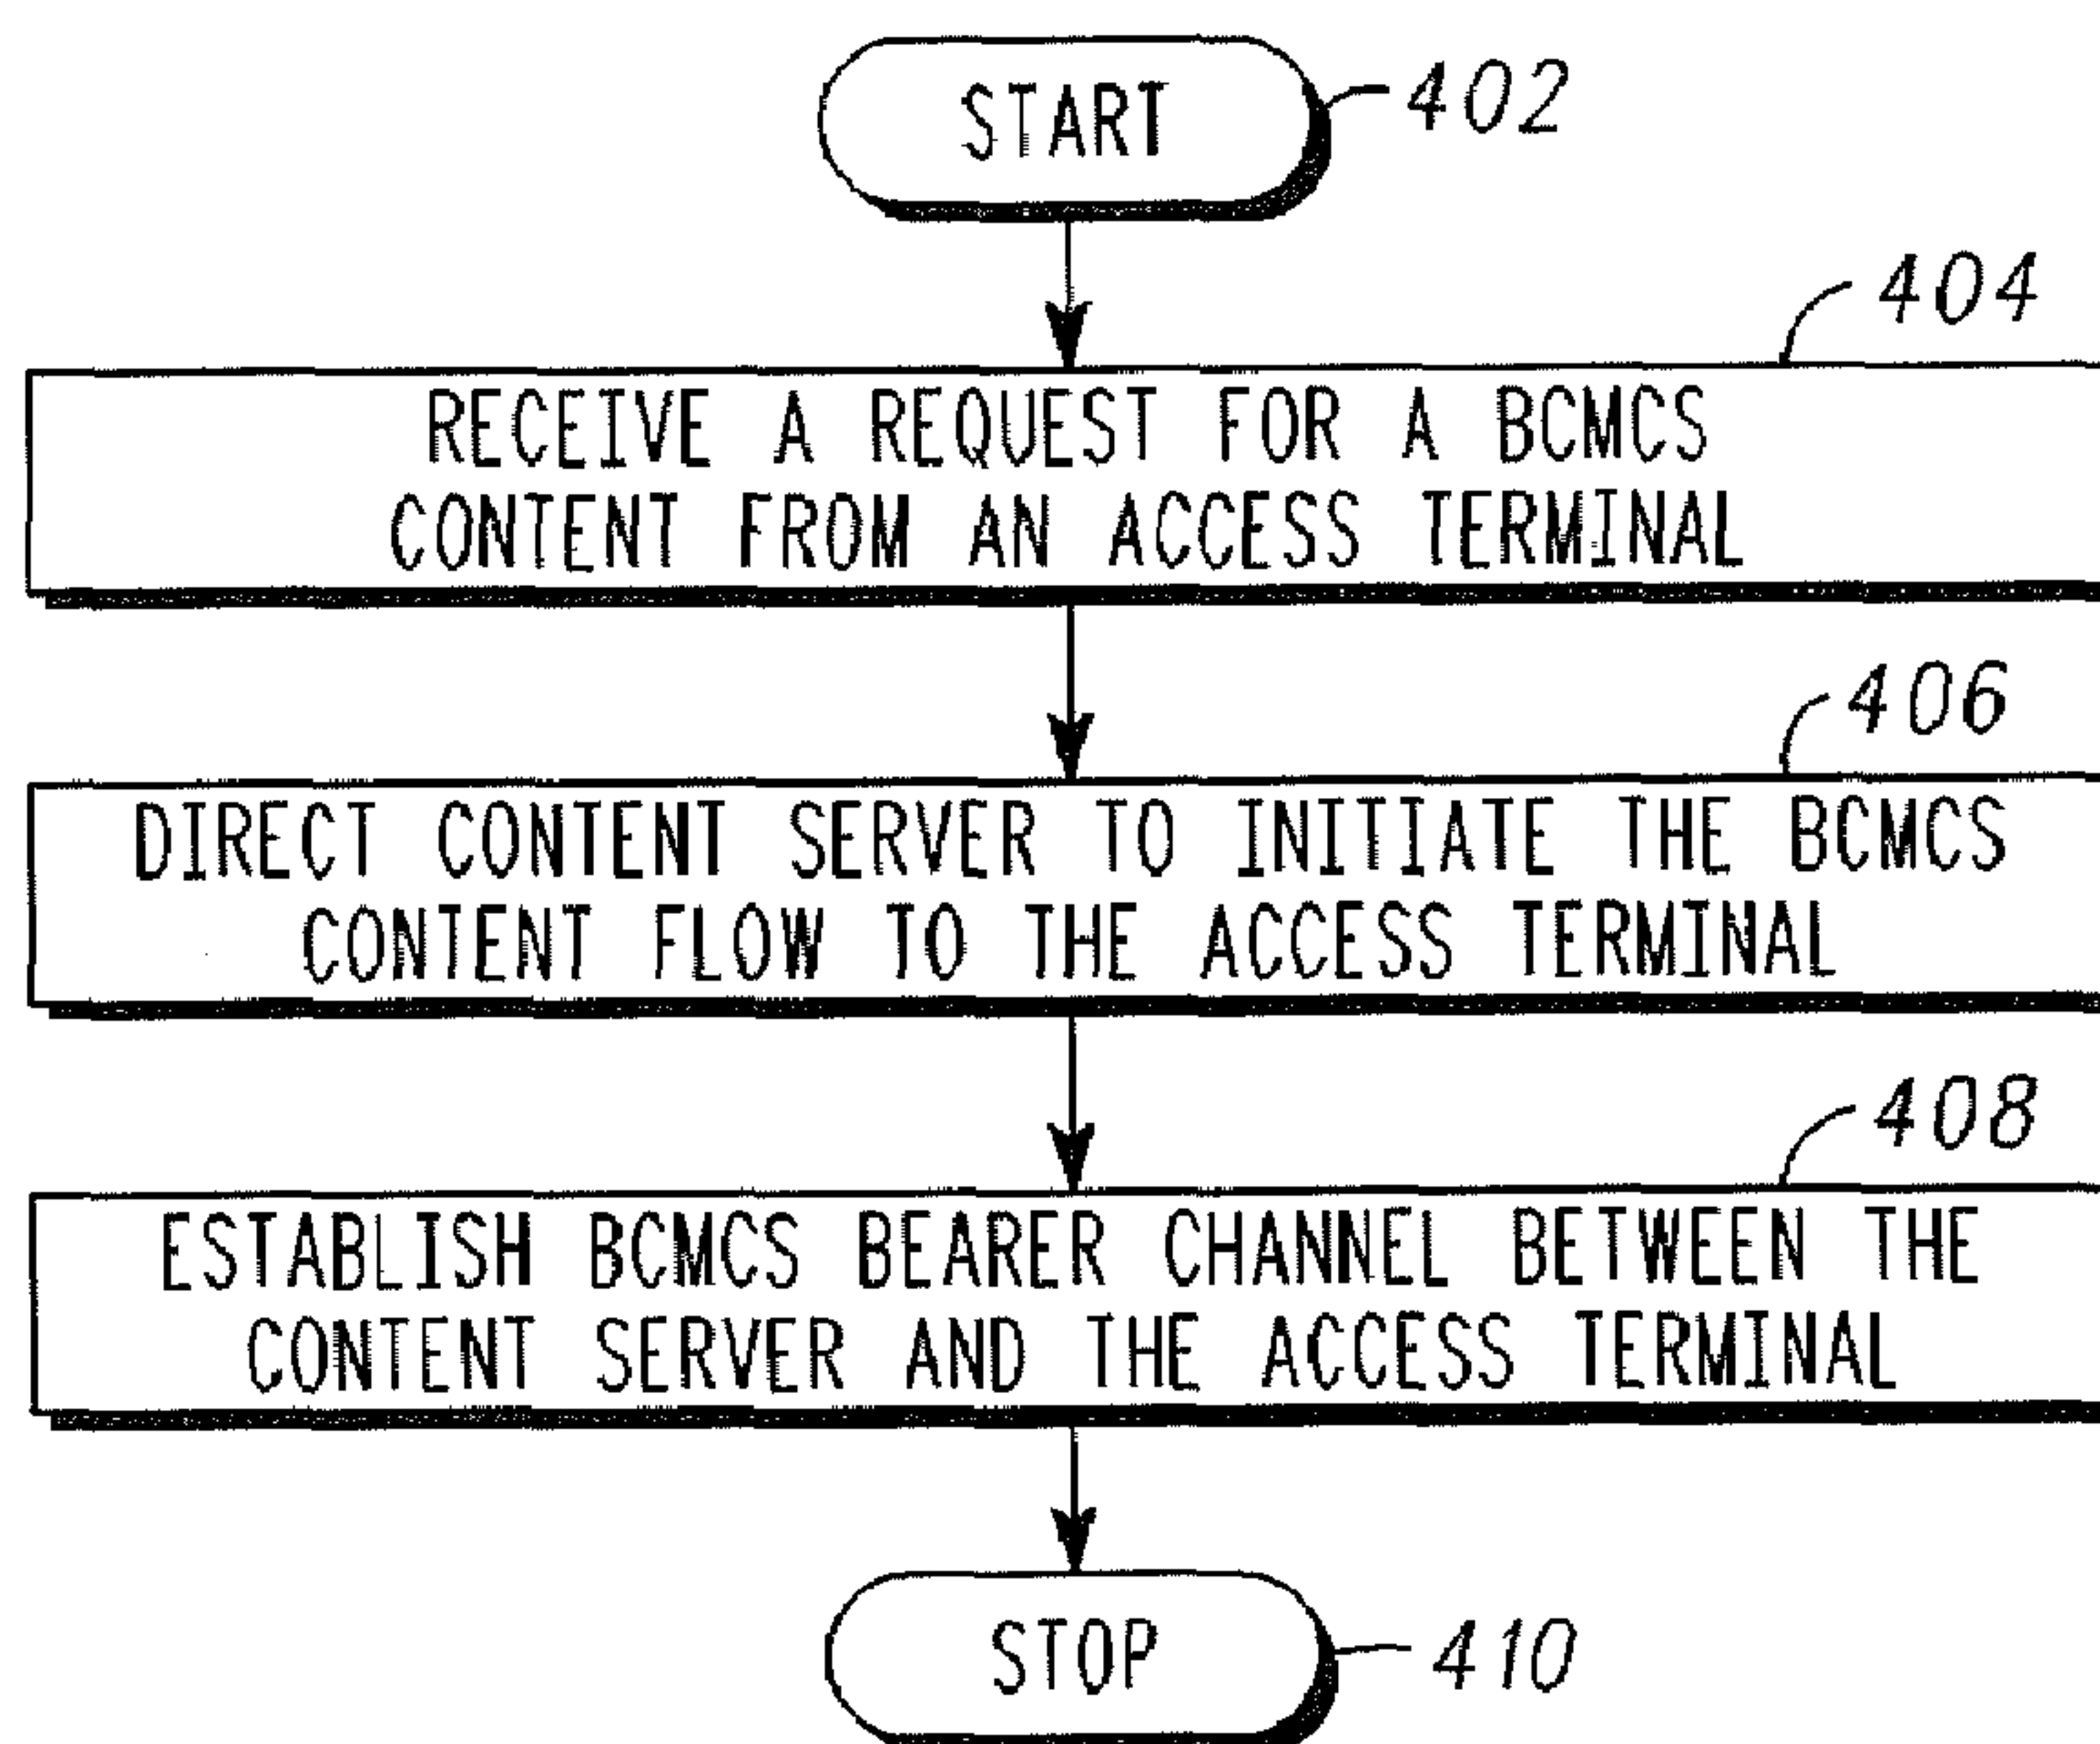 START
402
404
RECEIVE A REQUEST FOR A BCMCS
CONTENT FROM AN ACCESS TERMINAL
406
DIRECT CONTENT SERVER TO INITIATE THE BCMCS
CONTENT FLOW TO THE ACCESS TERMINAL
408
ESTABLISH BCMCS BEARER CHANNEL BETWEEN THE
CONTENT SERVER AND THE ACCESS TERMINAL
STOP
410